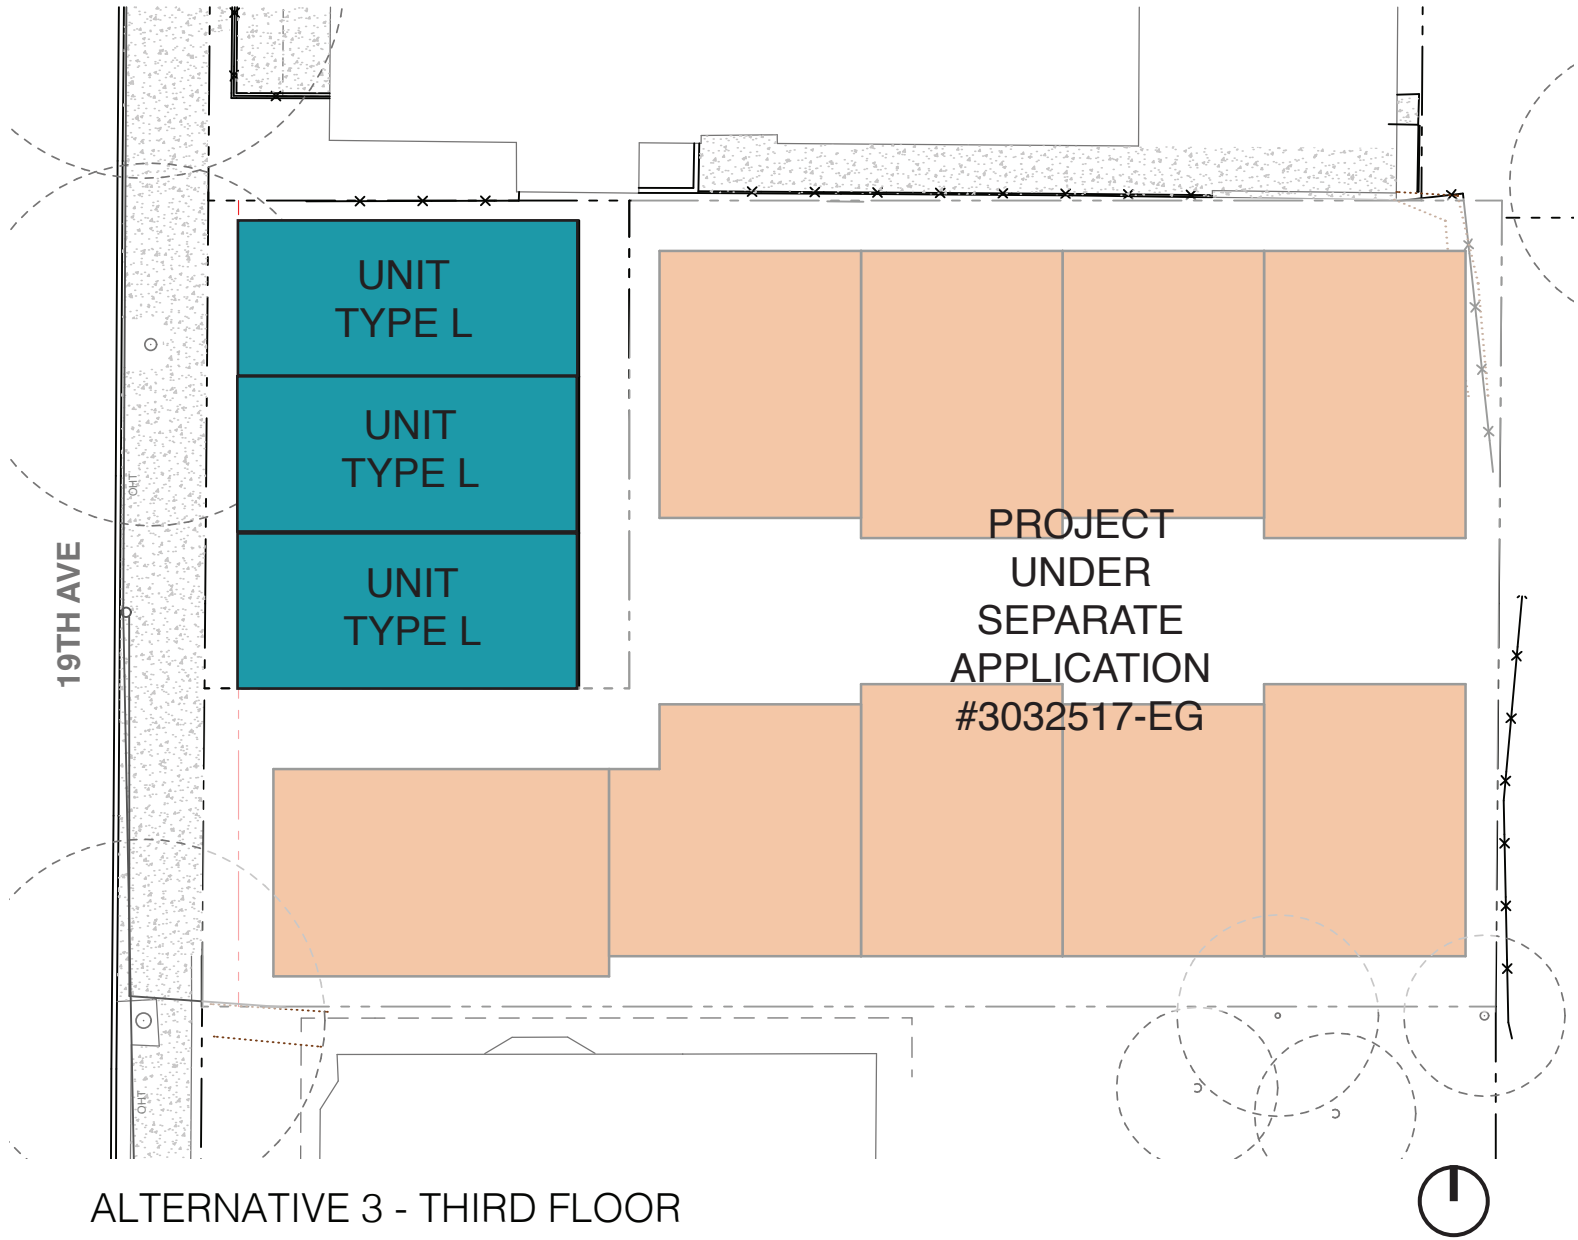 UNIT
TYPE L
UNIT
TYPE L
OHT
PROJECT
UNDER
SEPARATE
APPLICATION
#3032517-EG
19TH AVE
UNIT
TYPE L
OHT
ALTERNATIVE 3 - THIRD FLOOR